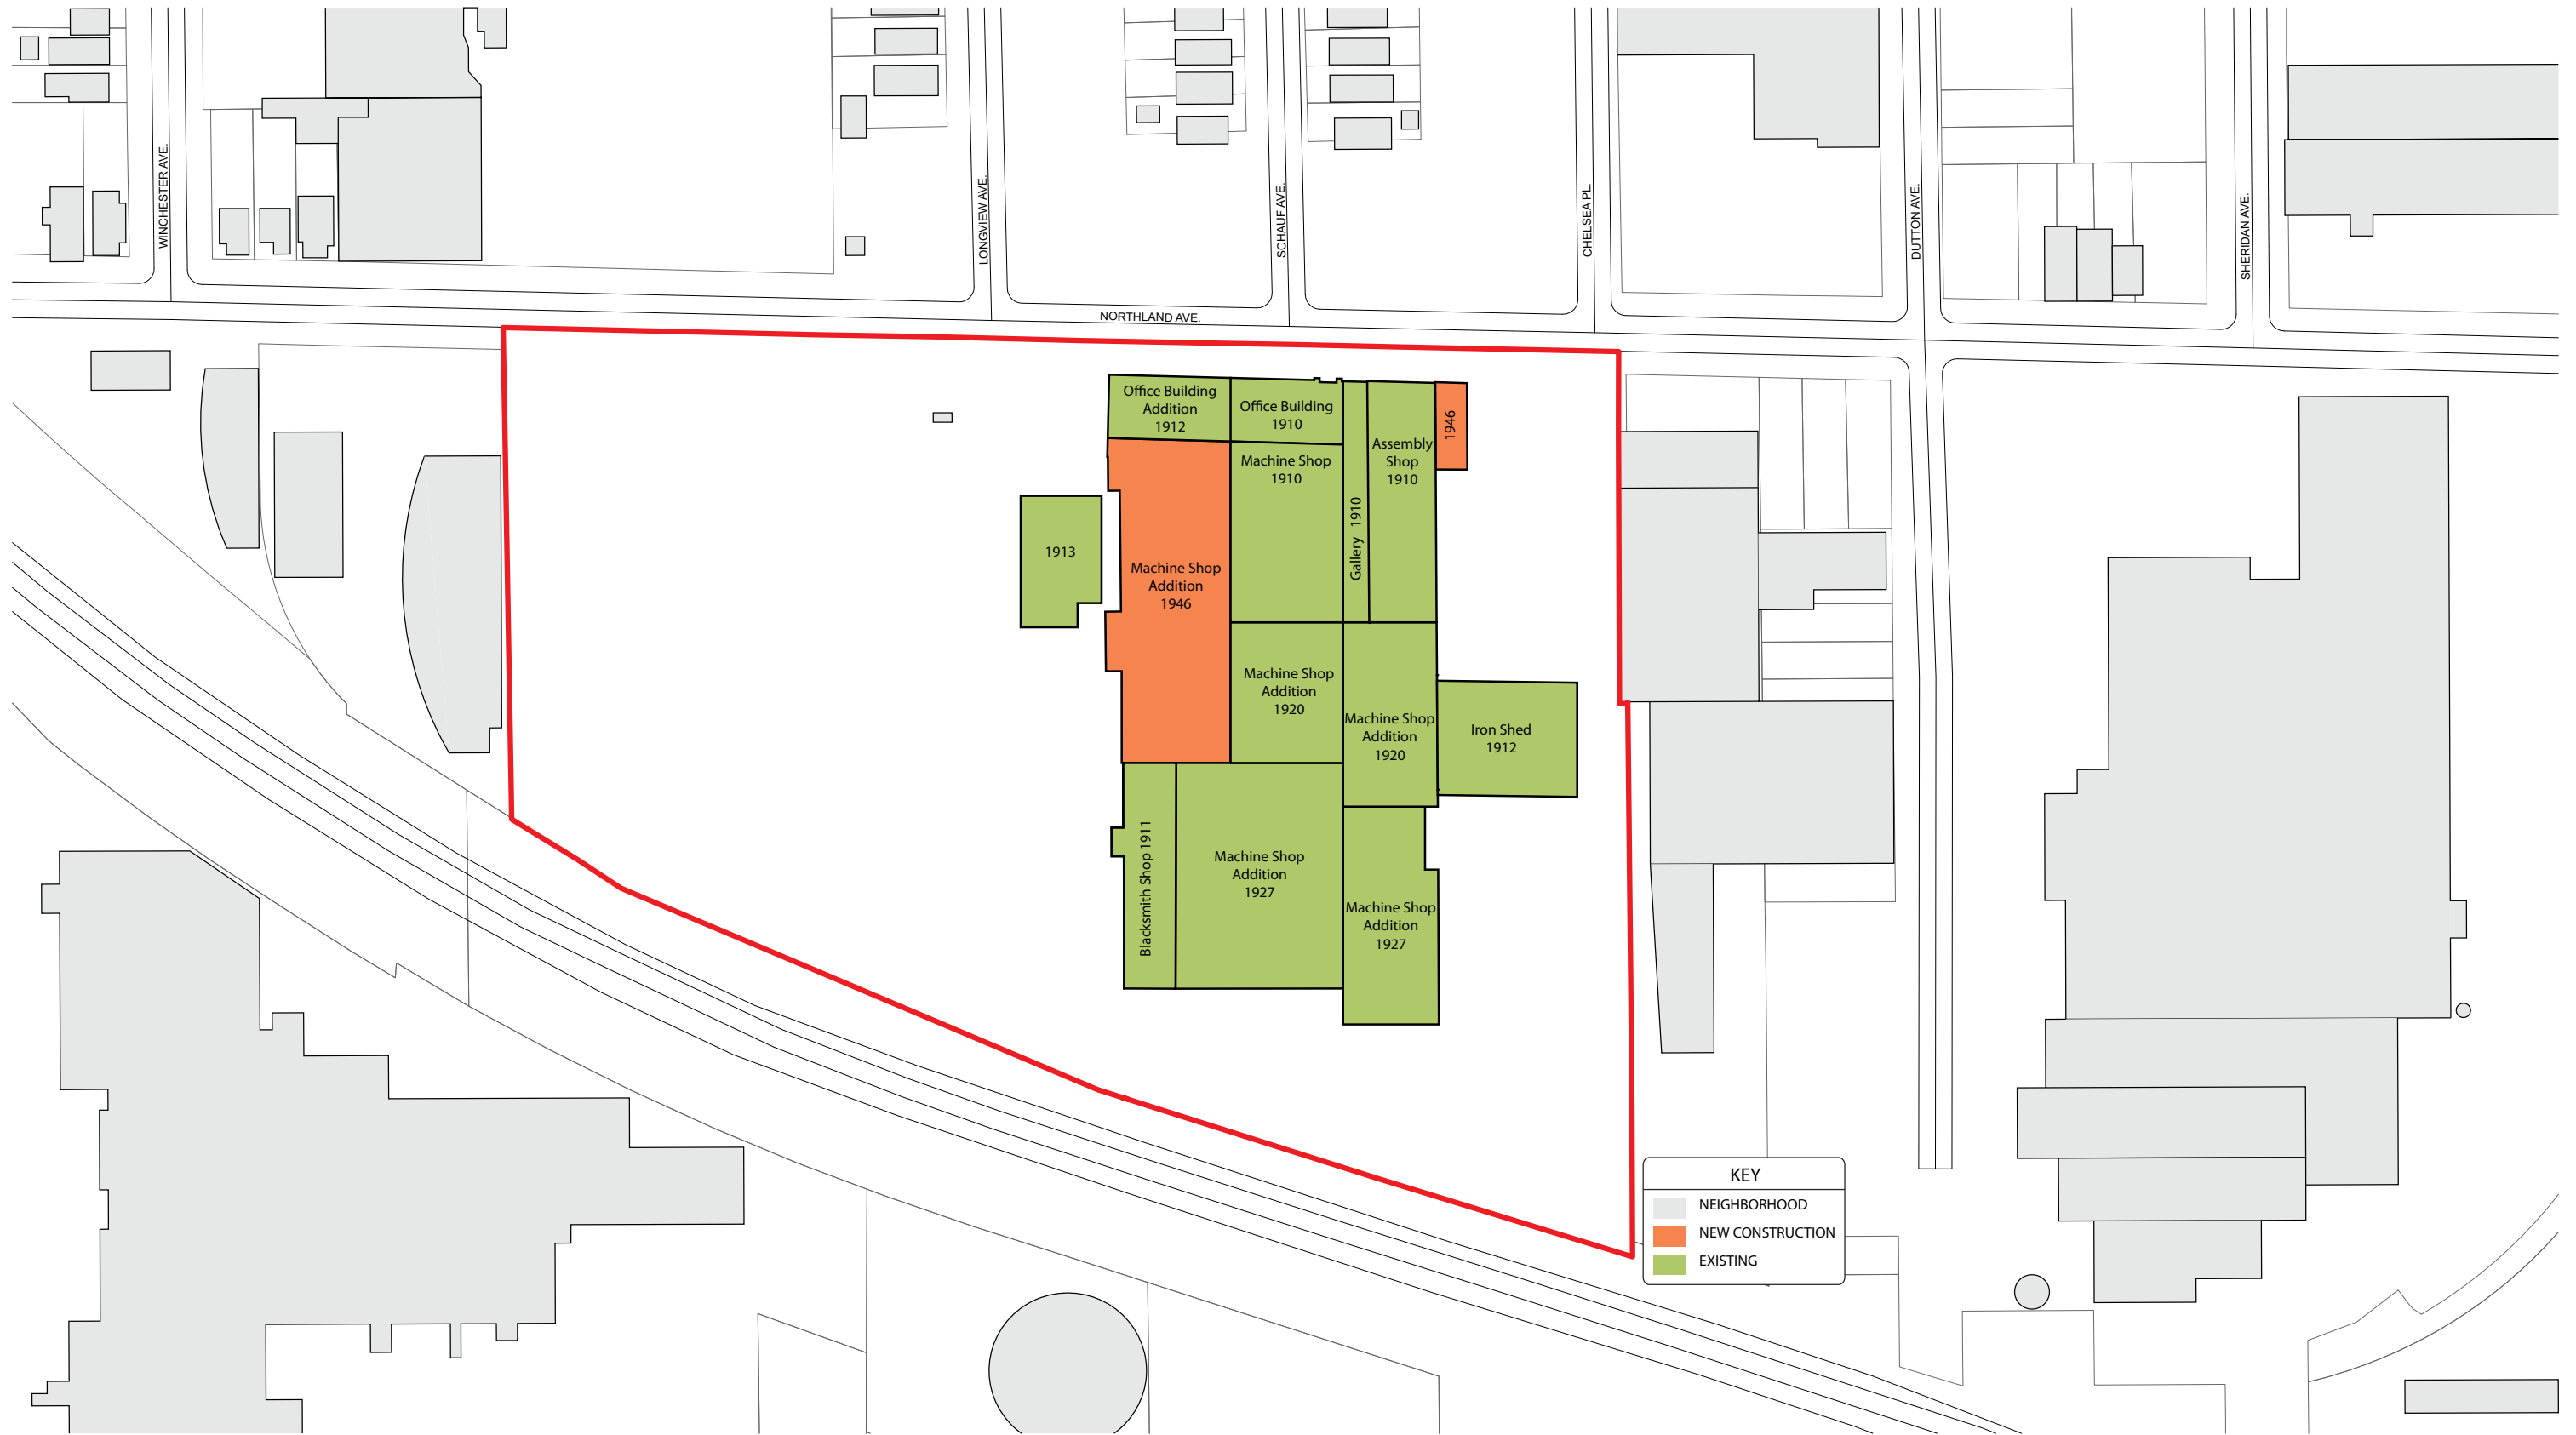 WINCHESTER AVE.
LONGVIEW AVE.
SCHAUF AVE.
CHELSEA PL.
DUTTON AVE.
SHERIDAN AVE.
NORTHLAND AVE.
Office Building
Addition
1912
Office Building
1910
Machine Shop
1910
Gallery 1910
Assembly
Shop
1910
1946
1913
Machine Shop
Addition
1946
Machine Shop
Addition
1920
Machine Shop
Addition
1920
Iron Shed
1912
Blacksmith Shop 1911
Machine Shop
Addition
1927
Machine Shop
Addition
1927
KEY
NEIGHBORHOOD
NEW CONSTRUCTION
EXISTING